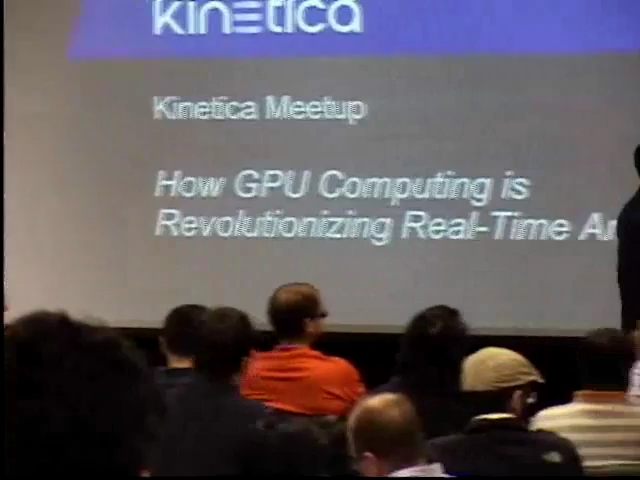 kinetica
Kinetica Meetup
How GPU Computing is
Revolutionizing Real-Time